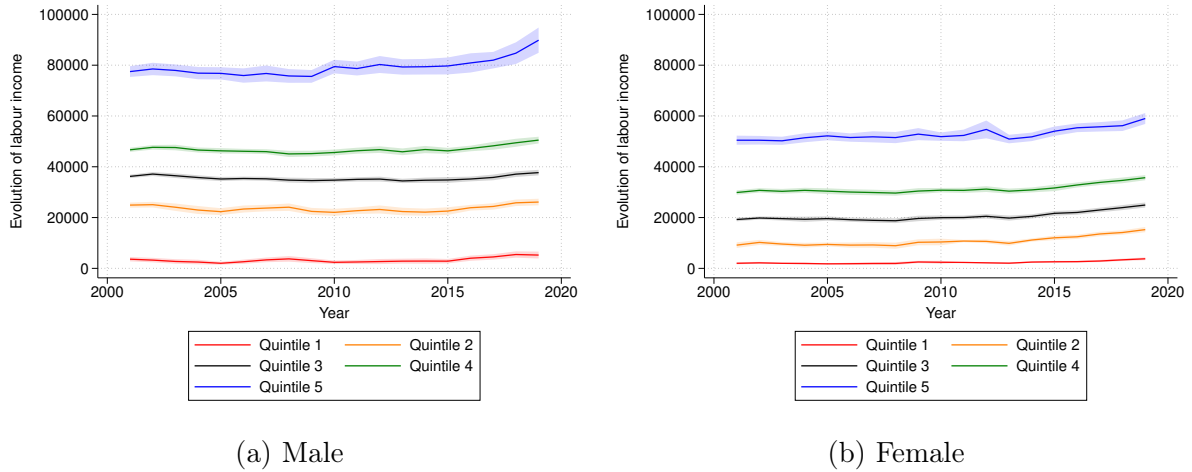 100000
80000
60000
40000
20000
0
Evolution of labour income
2000 2005 2010 2015 2020
Year
Quintile 1 Quintile 2
Quintile 3 Quintile 4
Quintile 5
(a) Male
100000
80000
60000
40000
20000
0
Evolution of labour income
2000 2005 2010 2015 2020
Year
Quintile 1 Quintile 2
Quintile 3 Quintile 4
Quintile 5
(b) Female